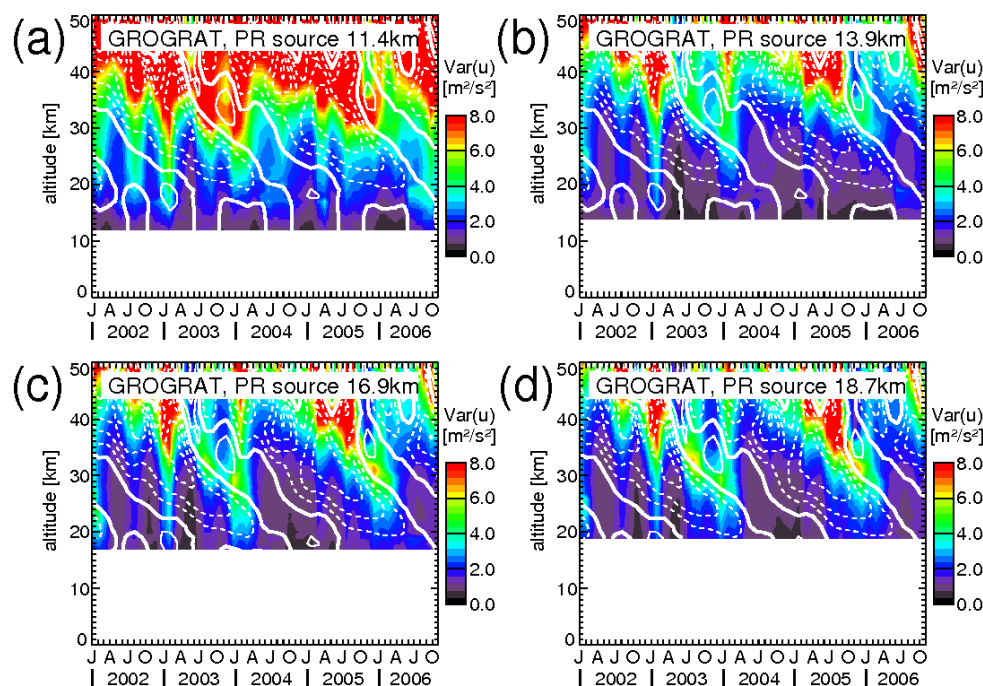 (a)
GROGRAT, PR source 11.4km
Var(u)
[m²/s²]
8.0
6.0
4.0
2.0
0.0
altitude [km]
50
40
30
20
10
0
J A J O J A J O J A J O J A J O J A J O
2002 2003 2004 2005 2006
(b)
GROGRAT, PR source 13.9km
Var(u)
[m²/s²]
8.0
6.0
4.0
2.0
0.0
altitude [km]
50
40
30
20
10
0
J A J O J A J O J A J O J A J O J A J O
2002 2003 2004 2005 2006
(c)
GROGRAT, PR source 16.9km
Var(u)
[m²/s²]
8.0
6.0
4.0
2.0
0.0
altitude [km]
50
40
30
20
10
0
J A J O J A J O J A J O J A J O J A J O
2002 2003 2004 2005 2006
(d)
GROGRAT, PR source 18.7km
Var(u)
[m²/s²]
8.0
6.0
4.0
2.0
0.0
altitude [km]
50
40
30
20
10
0
J A J O J A J O J A J O J A J O J A J O
2002 2003 2004 2005 2006